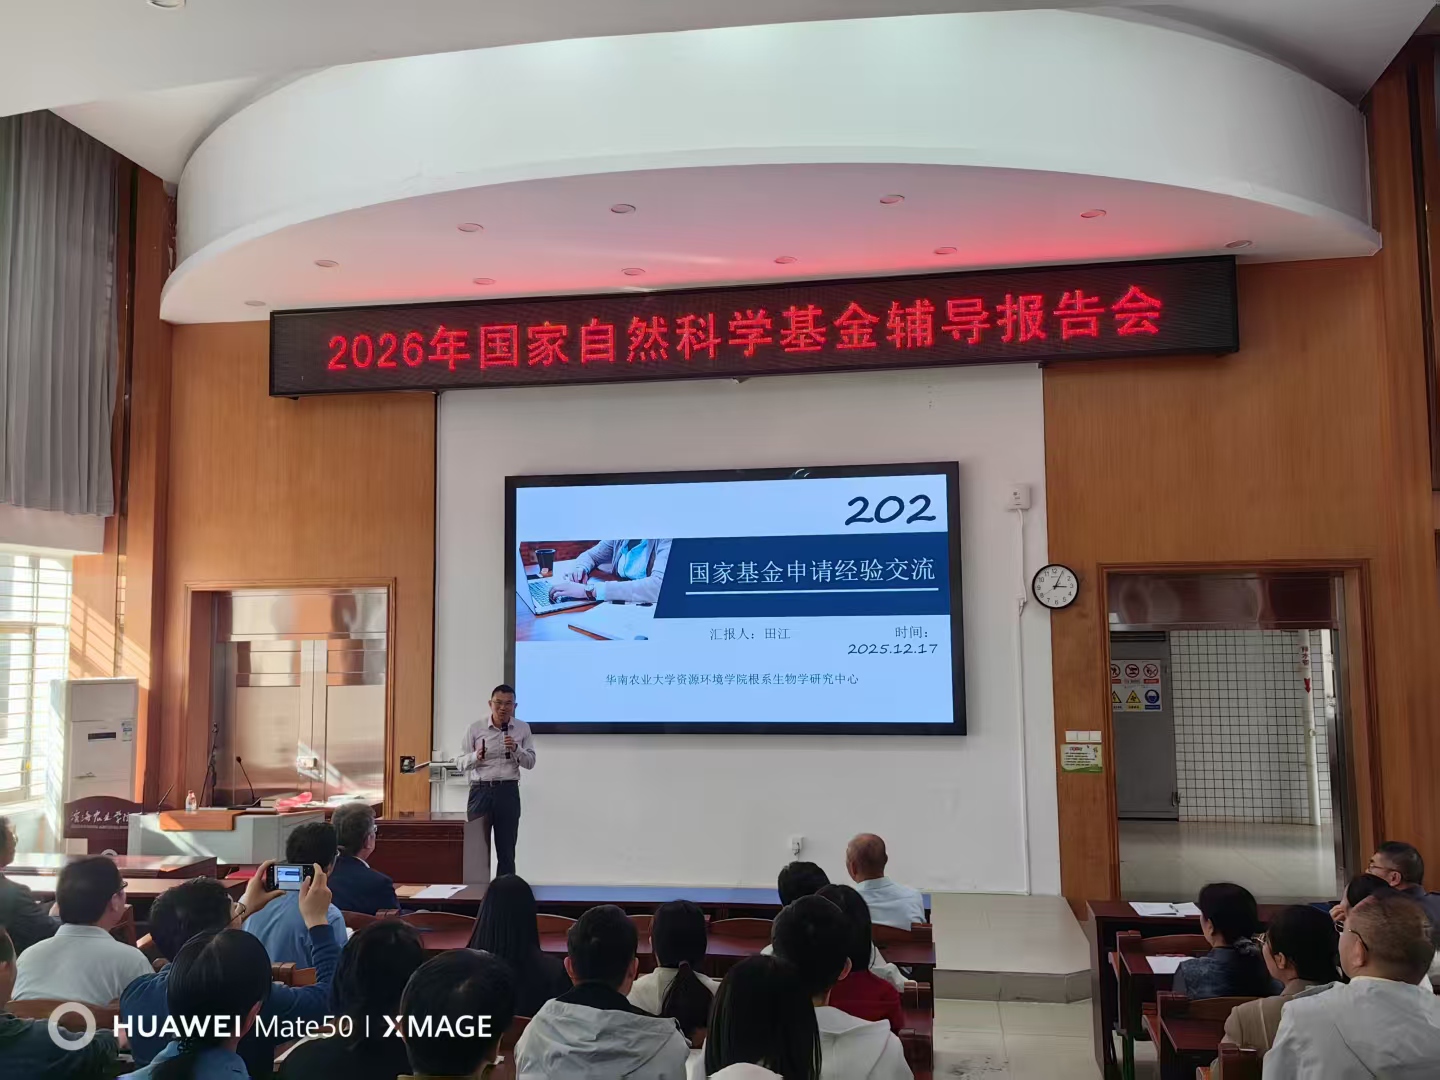 2026年国家自然科学基金辅导报告会
202
国家基金申请经验交流
汇报人：田江
时间：
2025.12.17
华南农业大学资源环境学院根系生物学研究中心
HUAWEI Mate50 | XMAGE